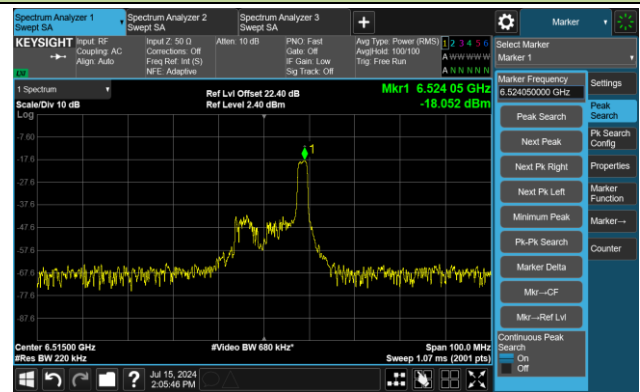 Spectrum Analyzer 1
Swept SA
Spectrum Analyzer 2
Swept SA
Spectrum Analyzer 3
Swept SA
+
Marker
KEYSIGHT
Input: RF
Coupling: AC
Align: Auto
Input Z: 50 Ω
Corrections: Off
Freq Ref: Int (S)
NFE: Adaptive
Atten: 10 dB
PNO: Fast
Gate: Off
IF Gain: Low
Sig Track: Off
Avg Type: Power (RMS)
Avg|Hold: 100/100
Trig: Free Run
1 2 3 4 5 6
A W W W W W
A N N N N N
Select Marker
Marker 1
LXI
1 Spectrum
Scale/Div 10 dB
Log
Ref Lvl Offset 22.40 dB
Ref Level 2.40 dBm
Mkr1 6.524 05 GHz
-18.052 dBm
-7.60
-17.6
-27.6
-37.6
-47.6
-57.6
-67.6
-77.6
-87.6
1
Center 6.51500 GHz
#Res BW 220 kHz
#Video BW 680 kHz*
Span 100.0 MHz
Sweep 1.07 ms (2001 pts)
Marker Frequency
6.524050000 GHz
Peak Search
Next Peak
Next Pk Right
Next Pk Left
Minimum Peak
Pk-Pk Search
Marker Delta
Mkr→CF
Mkr→Ref Lvl
Continuous Peak
Search
On
Off
Settings
Peak
Search
Pk Search
Config
Properties
Marker
Function
Marker→
Counter
?
Jul 15, 2024
2:05:46 PM